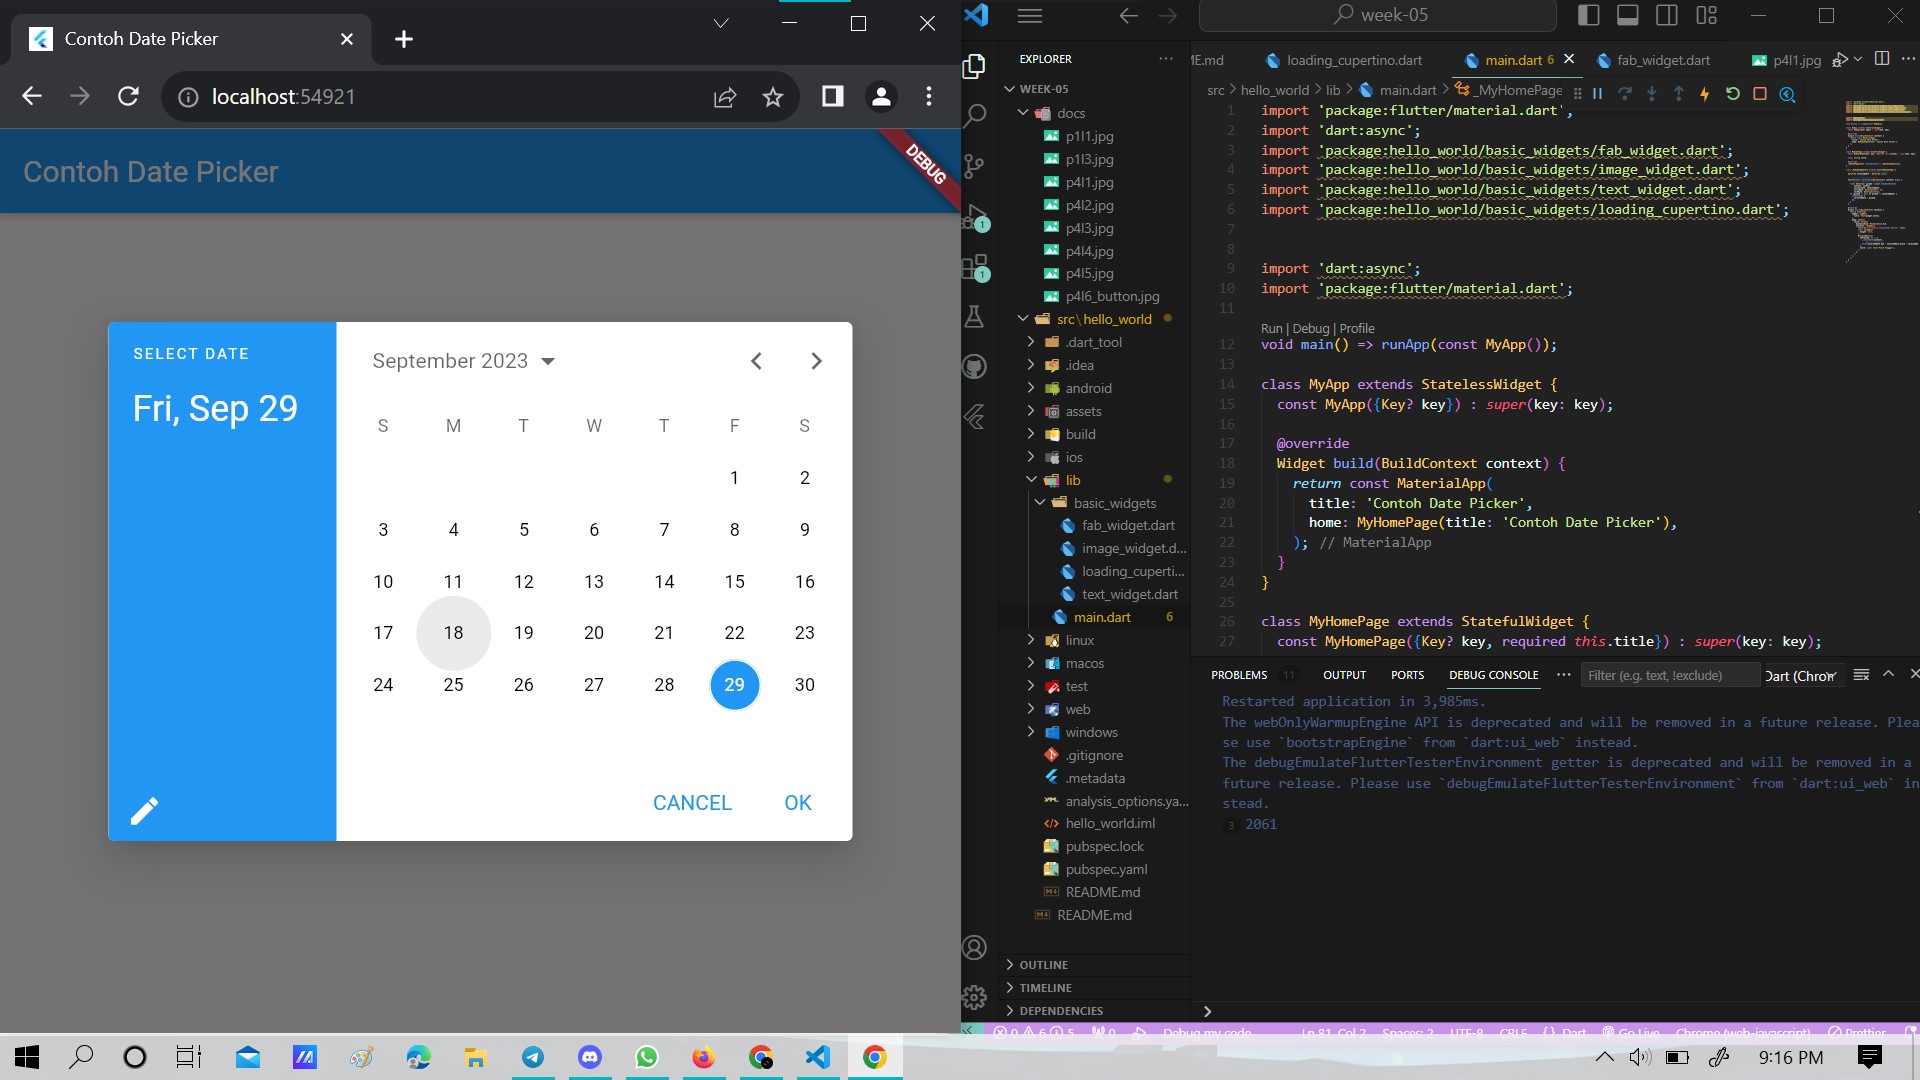 Contoh Date Picker
localhost:54921
Contoh Date Picker
DEBUG
SELECT DATE
Fri, Sep 29
September 2023
S M T W T F S
1 2
3 4 5 6 7 8 9
10 11 12 13 14 15 16
17 18 19 20 21 22 23
24 25 26 27 28 29 30
CANCEL OK
week-05
EXPLORER
WEEK-05
docs
p1l1.jpg
p1l3.jpg
p4l1.jpg
p4l2.jpg
p4l3.jpg
p4l4.jpg
p4l5.jpg
p4l6_button.jpg
src\hello_world
.dart_tool
.idea
android
assets
build
ios
lib
basic_widgets
fab_widget.dart
image_widget.d...
loading_cuperti...
text_widget.dart
main.dart 6
linux
macos
test
web
windows
.gitignore
.metadata
analysis_options.ya...
hello_world.iml
pubspec.lock
pubspec.yaml
README.md
README.md
OUTLINE
TIMELINE
DEPENDENCIES
1
1
ME.md loading_cupertino.dart main.dart 6 fab_widget.dart p4l1.jpg
src > hello_world > lib > main.dart > _MyHomePage
1 import 'package:flutter/material.dart';
2 import 'dart:async';
3 import 'package:hello_world/basic_widgets/fab_widget.dart';
4 import 'package:hello_world/basic_widgets/image_widget.dart';
5 import 'package:hello_world/basic_widgets/text_widget.dart';
6 import 'package:hello_world/basic_widgets/loading_cupertino.dart';
7
8
9 import 'dart:async';
10 import 'package:flutter/material.dart';
11
Run | Debug | Profile
12 void main() => runApp(const MyApp());
13
14 class MyApp extends StatelessWidget {
15 const MyApp({Key? key}) : super(key: key);
16
17 @override
18 Widget build(BuildContext context) {
19 return const MaterialApp(
20 title: 'Contoh Date Picker',
21 home: MyHomePage(title: 'Contoh Date Picker'),
22 ); // MaterialApp
23 }
24 }
25
26 class MyHomePage extends StatefulWidget {
27 const MyHomePage({Key? key, required this.title}) : super(key: key);
PROBLEMS 11 OUTPUT PORTS DEBUG CONSOLE Filter (e.g. text, !exclude) Dart (Chrom
Restarted application in 3,985ms.
The webOnlyWarmupEngine API is deprecated and will be removed in a future release. Plea
se use `bootstrapEngine` from `dart:ui_web` instead.
The debugEmulateFlutterTesterEnvironment getter is deprecated and will be removed in a
future release. Please use `debugEmulateFlutterTesterEnvironment` from `dart:ui_web` in
stead.
3 2061
0 6 5 0 Debug my code Ln 81, Col 2 Spaces: 2 UTF-8 CRLF {} Dart Go Live Chrome (web-javascript) Prettier
9:16 PM